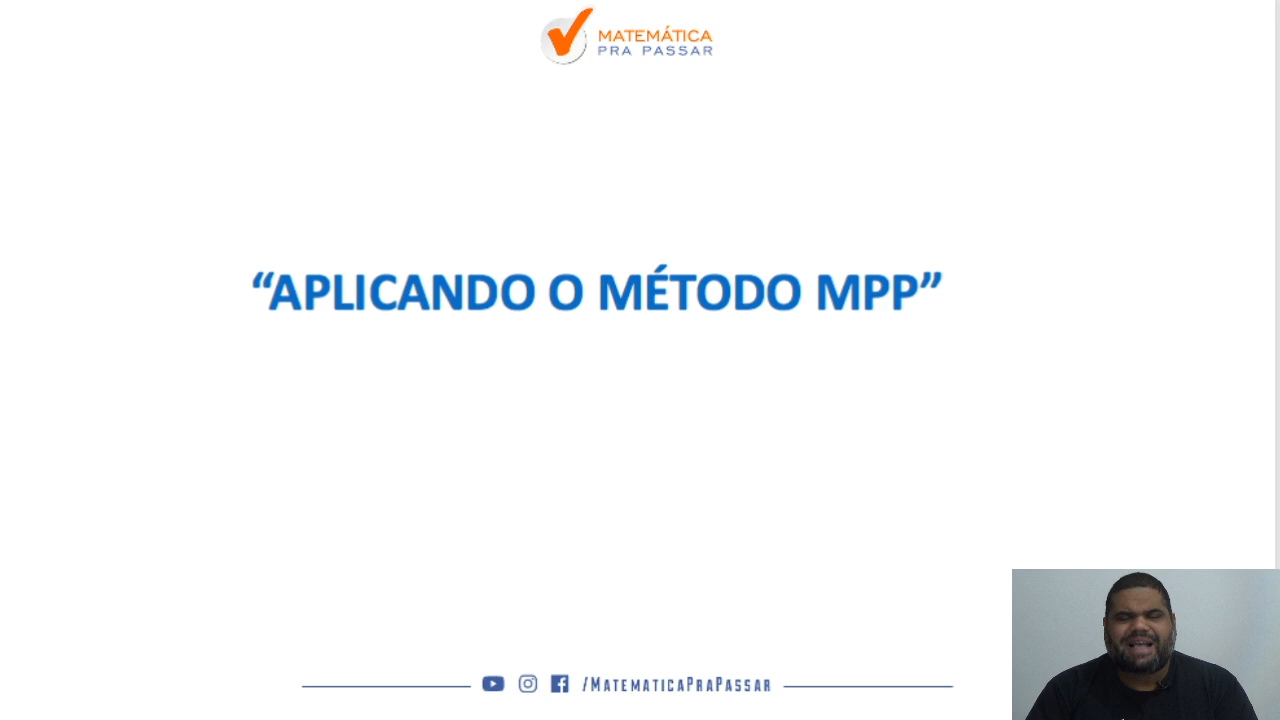 MATEMÁTICA
PRA PASSAR
“APLICANDO O MÉTODO MPP”
/MATEMATICAPRAPASSAR